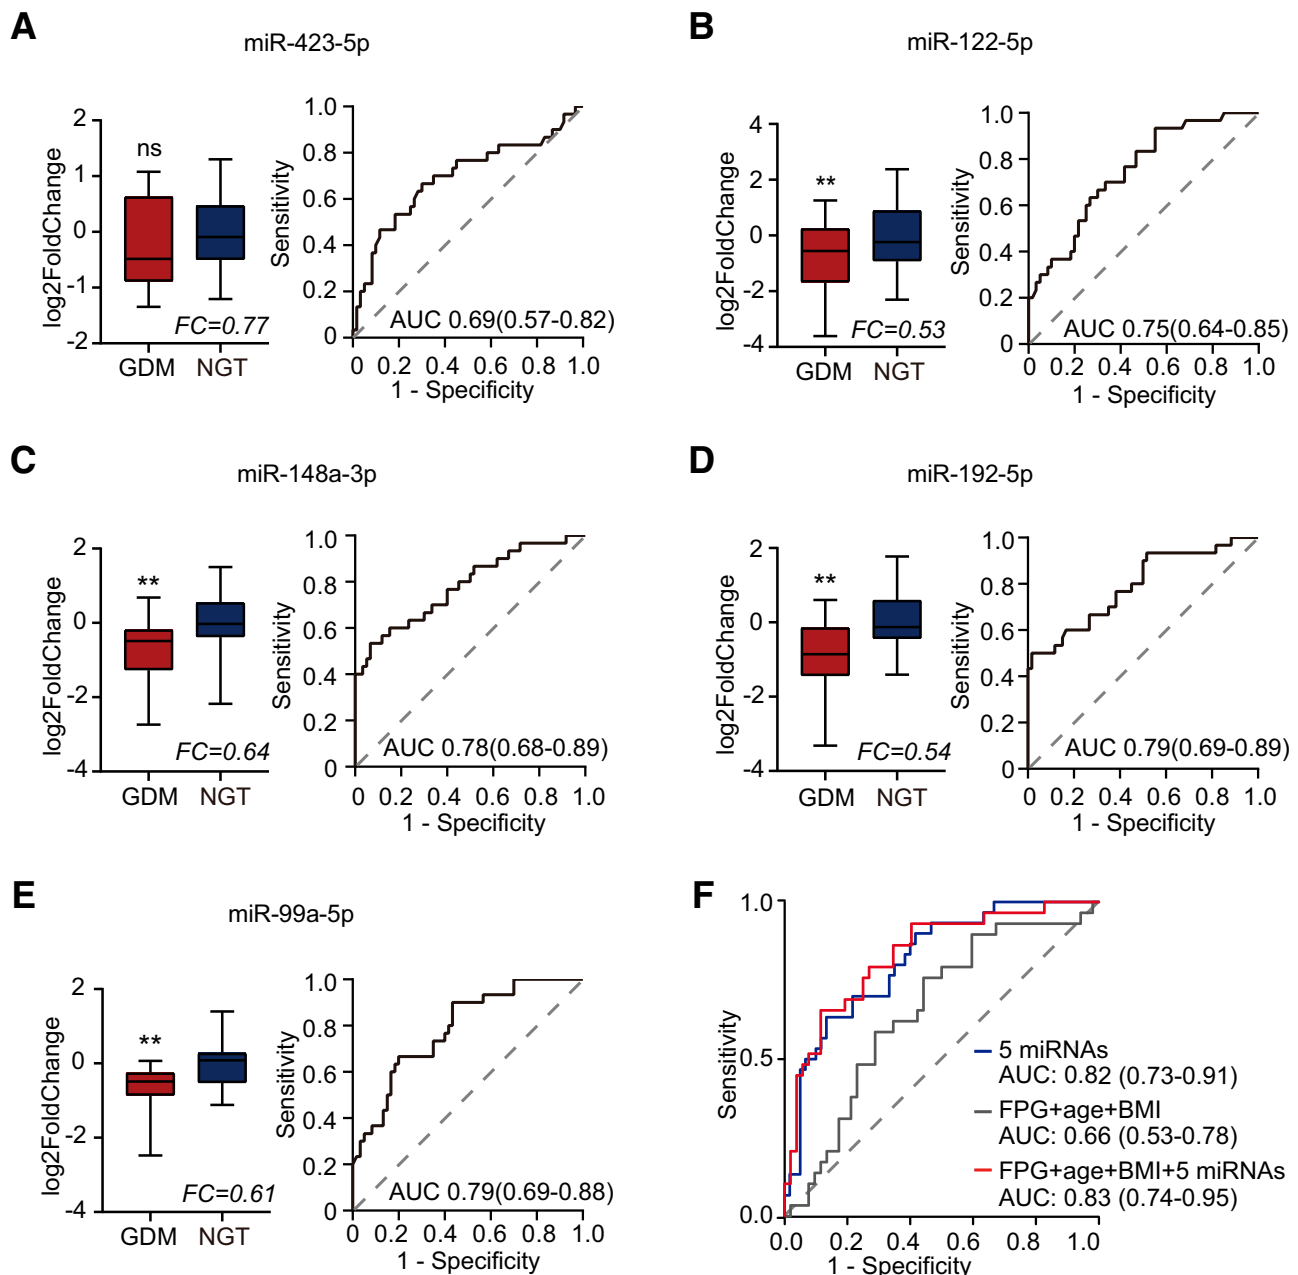 A
miR-423-5p
log2FoldChange
2
1
0
-1
-2
ns
FC=0.77
GDM NGT
Sensitivity
1.0
0.8
0.6
0.4
0.2
0
AUC 0.69(0.57-0.82)
0 0.2 0.4 0.6 0.8 1.0
1 - Specificity
B
miR-122-5p
log2FoldChange
4
2
0
-2
-4
**
FC=0.53
GDM NGT
Sensitivity
1.0
0.8
0.6
0.4
0.2
0
AUC 0.75(0.64-0.85)
0 0.2 0.4 0.6 0.8 1.0
1 - Specificity
C
miR-148a-3p
log2FoldChange
2
0
-2
-4
**
FC=0.64
GDM NGT
Sensitivity
1.0
0.8
0.6
0.4
0.2
0
AUC 0.78(0.68-0.89)
0 0.2 0.4 0.6 0.8 1.0
1 - Specificity
D
miR-192-5p
log2FoldChange
2
0
-2
-4
**
FC=0.54
GDM NGT
Sensitivity
1.0
0.8
0.6
0.4
0.2
0
AUC 0.79(0.69-0.89)
0 0.2 0.4 0.6 0.8 1.0
1 - Specificity
E
miR-99a-5p
log2FoldChange
2
0
-2
-4
**
FC=0.61
GDM NGT
Sensitivity
1.0
0.8
0.6
0.4
0.2
0
AUC 0.79(0.69-0.88)
0 0.2 0.4 0.6 0.8 1.0
1 - Specificity
F
Sensitivity
1.0
0.5
0.0
5 miRNAs
AUC: 0.82 (0.73-0.91)
FPG+age+BMI
AUC: 0.66 (0.53-0.78)
FPG+age+BMI+5 miRNAs
AUC: 0.83 (0.74-0.95)
0.0 0.2 0.4 0.6 0.8 1.0
1 - Specificity